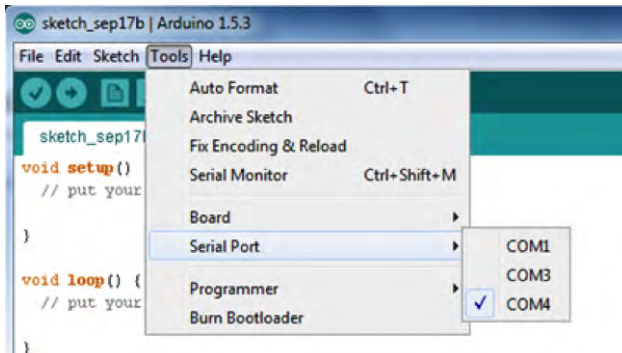 sketch_sep17b | Arduino 1.5.3
File Edit Sketch Tools Help
Auto Format Ctrl+T
Archive Sketch
sketch_sep17
Fix Encoding & Reload
void setup()
Serial Monitor Ctrl+Shift+M
// put your
Board
}
Serial Port COM1
COM3
void loop() {
Programmer
// put your
COM4
Burn Bootloader
}